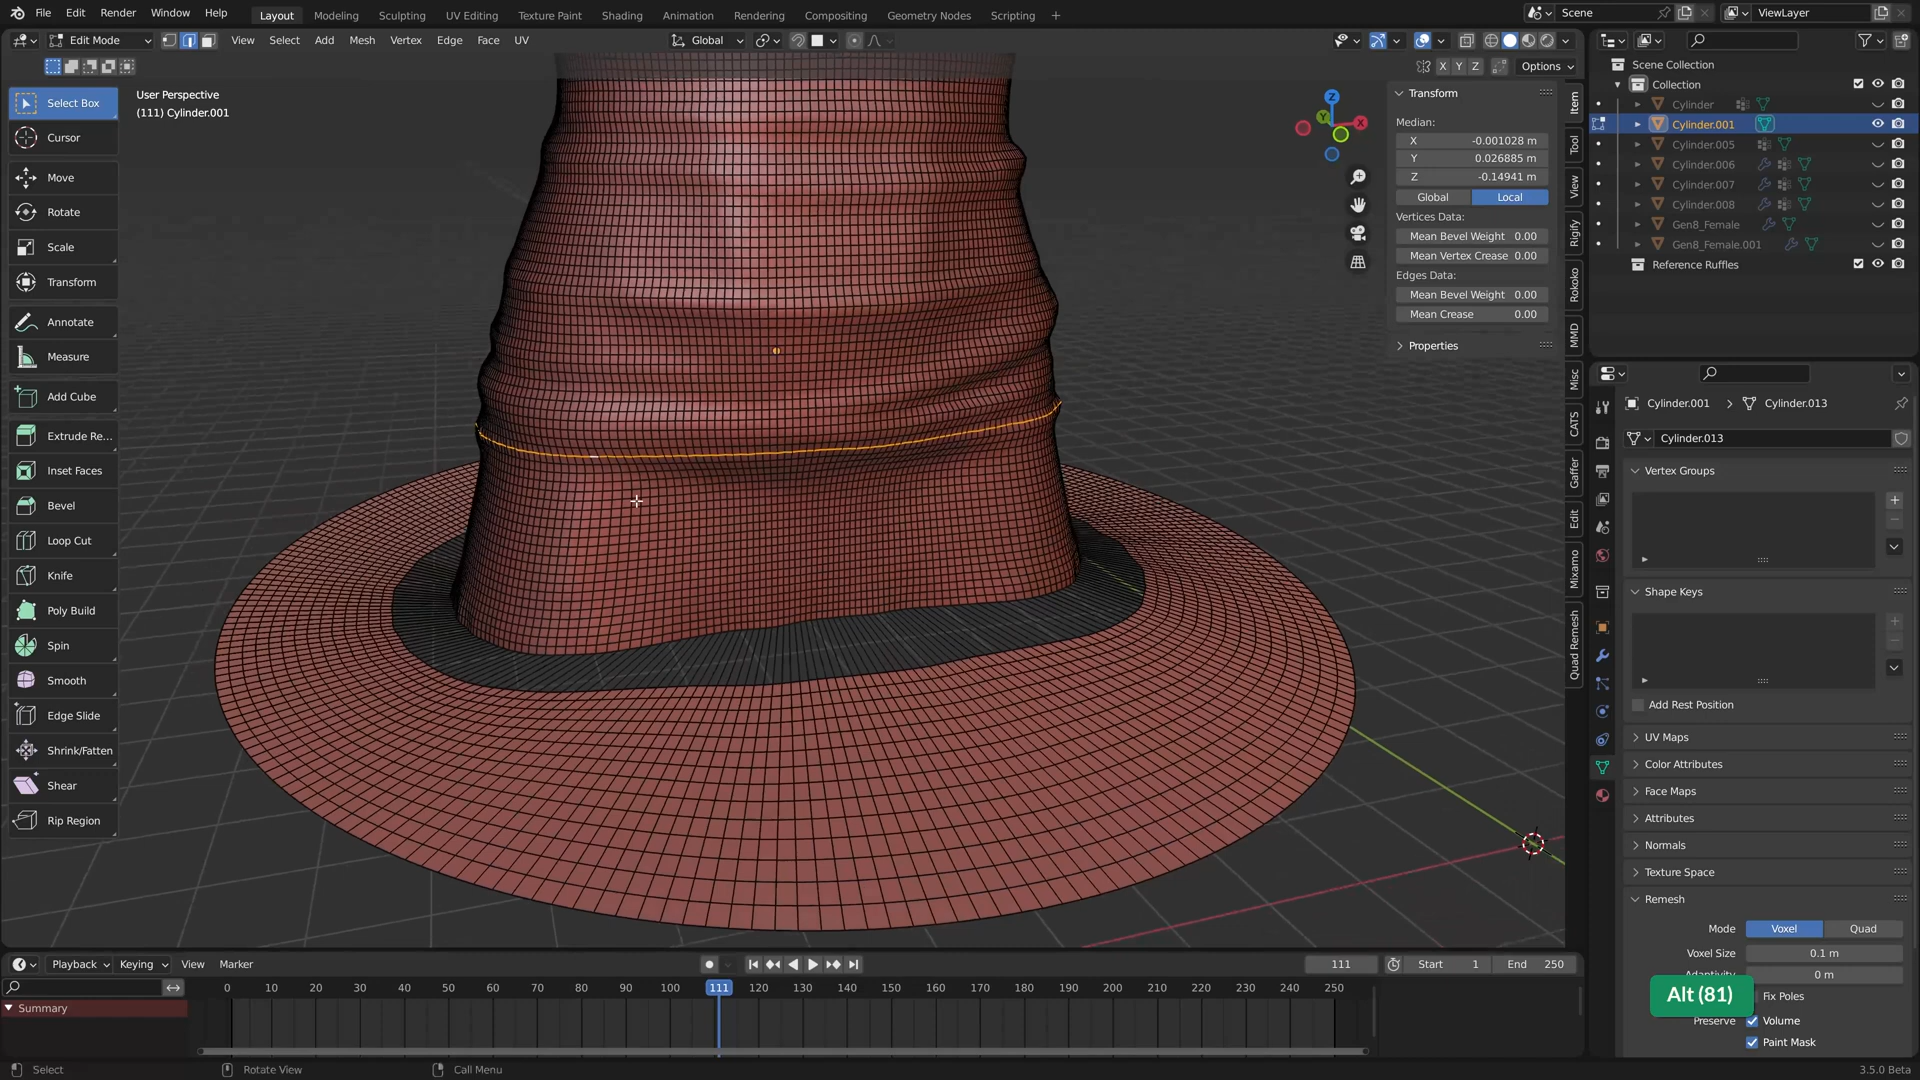 File Edit Render Window Help Layout Modeling Sculpting UV Editing Texture Paint Shading Animation Rendering Compositing Geometry Nodes Scripting + Scene ViewLayer
Edit Mode View Select Add Mesh Vertex Edge Face UV Global
X Y Z Options
User Perspective
(111) Cylinder.001
Select Box
Cursor
Move
Rotate
Scale
Transform
Annotate
Measure
Add Cube
Extrude Re...
Inset Faces
Bevel
Loop Cut
Knife
Poly Build
Spin
Smooth
Edge Slide
Shrink/Fatten
Shear
Rip Region
Z
Y
X
Transform
Median:
X -0.001028 m
Y 0.026885 m
Z -0.14941 m
Global Local
Vertices Data:
Mean Bevel Weight 0.00
Mean Vertex Crease 0.00
Edges Data:
Mean Bevel Weight 0.00
Mean Crease 0.00
Properties
Item
Tool
View
Rigify
Rokoko
MMD
Misc
CATS
Gaffer
Edit
Mixamo
Quad Remesh
Scene Collection
Collection
Cylinder
Cylinder.001
Cylinder.005
Cylinder.006
Cylinder.007
Cylinder.008
Gen8_Female
Gen8_Female.001
Reference Ruffles
Cylinder.001 > Cylinder.013
Cylinder.013
Vertex Groups
Shape Keys
Add Rest Position
UV Maps
Color Attributes
Face Maps
Attributes
Normals
Texture Space
Remesh
Mode Voxel Quad
Voxel Size 0.1 m
Adaptivity 0 m
Fix Poles
Preserve Volume
Paint Mask
Alt (81)
Playback Keying View Marker 111 Start 1 End 250
0 10 20 30 40 50 60 70 80 90 100 111 120 130 140 150 160 170 180 190 200 210 220 230 240 250
Summary
Select Rotate View Call Menu 3.5.0 Beta